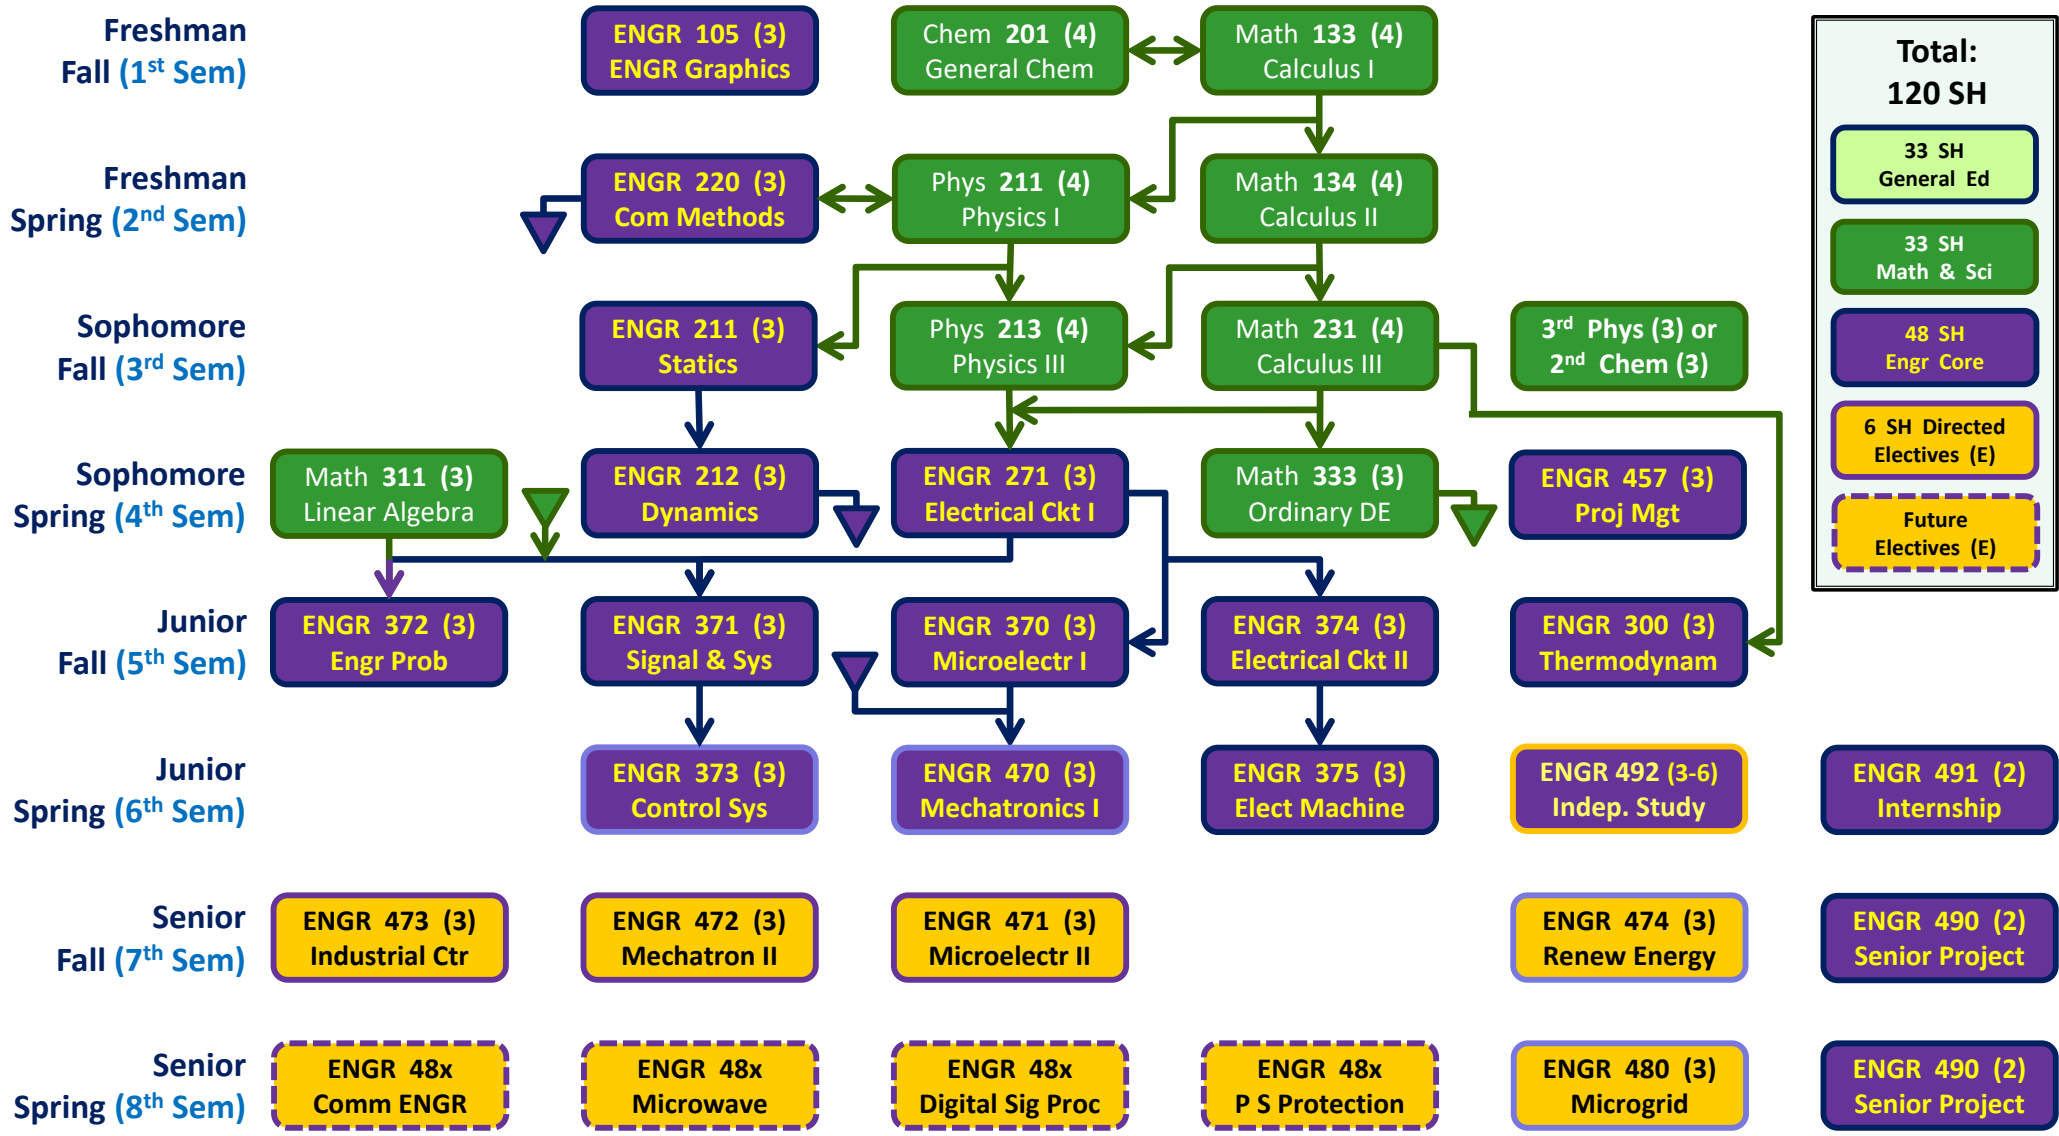 Freshman
Fall (1st Sem)
ENGR 105 (3)
ENGR Graphics
Chem 201 (4)
General Chem
Math 133 (4)
Calculus I
Freshman
Spring (2nd Sem)
ENGR 220 (3)
Com Methods
Phys 211 (4)
Physics I
Math 134 (4)
Calculus II
Sophomore
Fall (3rd Sem)
ENGR 211 (3)
Statics
Phys 213 (4)
Physics III
Math 231 (4)
Calculus III
3rd Phys (3) or
2nd Chem (3)
Sophomore
Spring (4th Sem)
Math 311 (3)
Linear Algebra
ENGR 212 (3)
Dynamics
ENGR 271 (3)
Electrical Ckt I
Math 333 (3)
Ordinary DE
ENGR 457 (3)
Proj Mgt
Junior
Fall (5th Sem)
ENGR 372 (3)
Engr Prob
ENGR 371 (3)
Signal & Sys
ENGR 370 (3)
Microelectr I
ENGR 374 (3)
Electrical Ckt II
ENGR 300 (3)
Thermodynam
Junior
Spring (6th Sem)
ENGR 373 (3)
Control Sys
ENGR 470 (3)
Mechatronics I
ENGR 375 (3)
Elect Machine
ENGR 492 (3-6)
Indep. Study
ENGR 491 (2)
Internship
Senior
Fall (7th Sem)
ENGR 473 (3)
Industrial Ctr
ENGR 472 (3)
Mechatron II
ENGR 471 (3)
Microelectr II
ENGR 474 (3)
Renew Energy
ENGR 490 (2)
Senior Project
Senior
Spring (8th Sem)
ENGR 48x
Comm ENGR
ENGR 48x
Microwave
ENGR 48x
Digital Sig Proc
ENGR 48x
P S Protection
ENGR 480 (3)
Microgrid
ENGR 490 (2)
Senior Project
Total:
120 SH
33 SH
General Ed
33 SH
Math & Sci
48 SH
Engr Core
6 SH Directed
Electives (E)
Future
Electives (E)